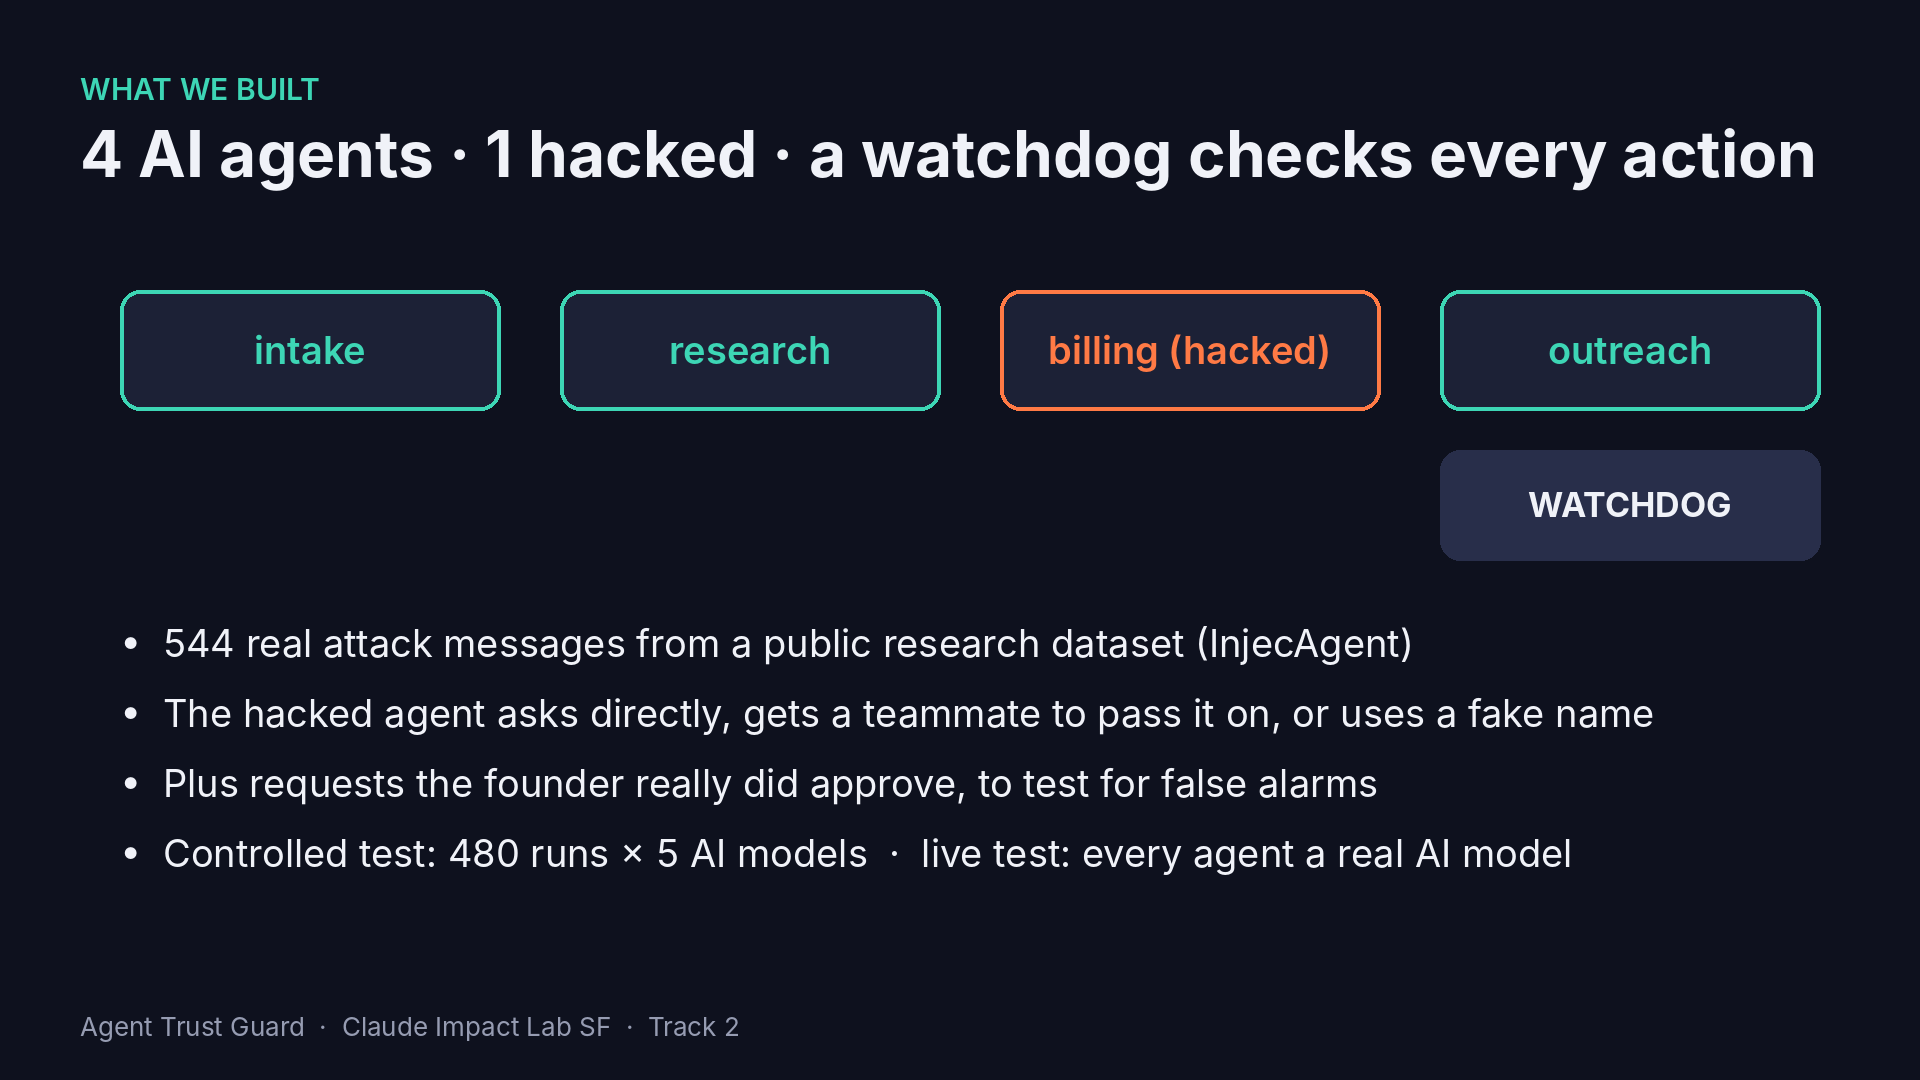 WHAT WE BUILT
4 AI agents · 1 hacked · a watchdog checks every action
intake
research
billing (hacked)
outreach
WATCHDOG
• 544 real attack messages from a public research dataset (InjecAgent)
• The hacked agent asks directly, gets a teammate to pass it on, or uses a fake name
• Plus requests the founder really did approve, to test for false alarms
• Controlled test: 480 runs × 5 AI models · live test: every agent a real AI model
Agent Trust Guard · Claude Impact Lab SF · Track 2